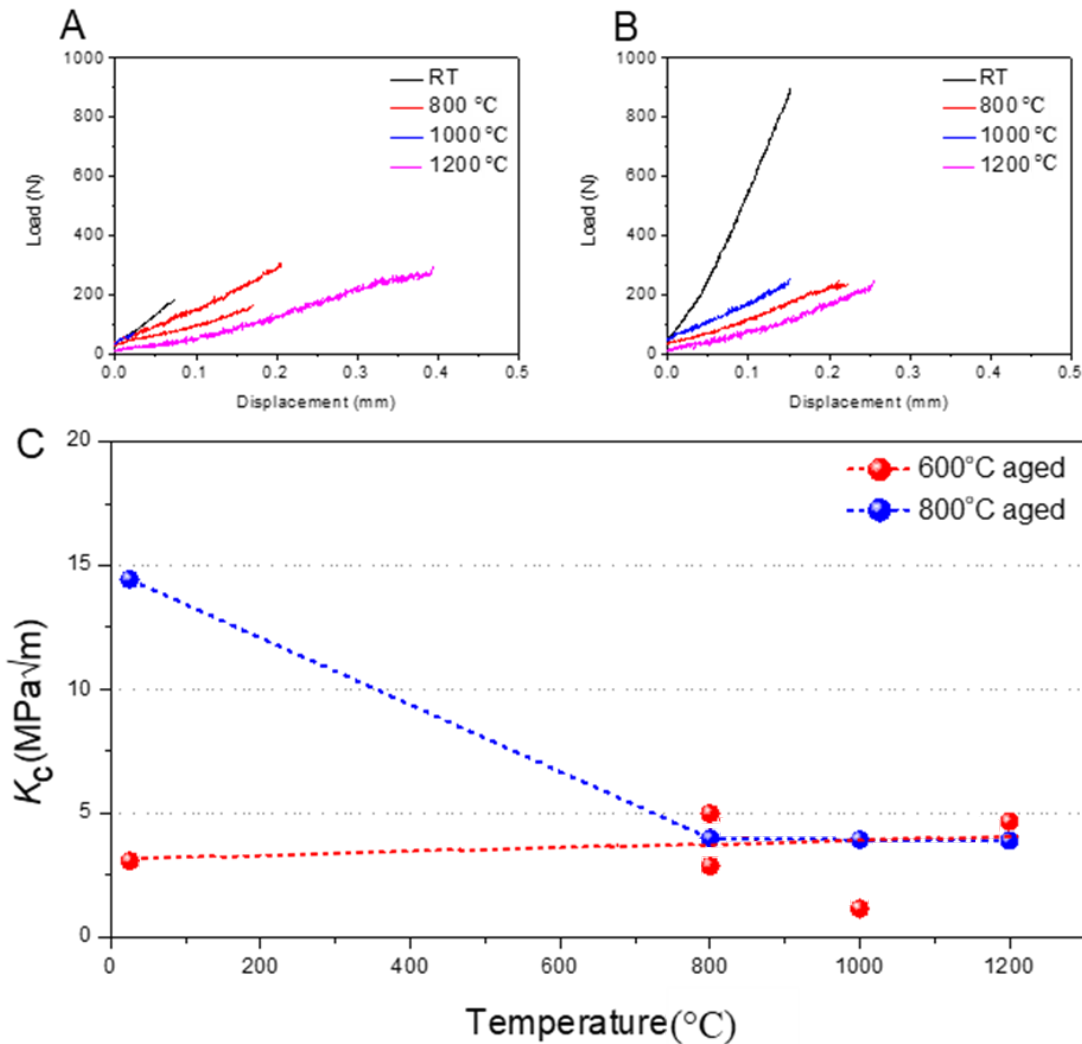 A
1000
800
600
400
200
0
Load (N)
RT
800 °C
1000 °C
1200 °C
0.0 0.1 0.2 0.3 0.4 0.5
Displacement (mm)
B
1000
800
600
400
200
0
Load (N)
RT
800 °C
1000 °C
1200 °C
0.0 0.1 0.2 0.3 0.4 0.5
Displacement (mm)
C
20
15
10
5
0
Kc(MPa√m)
600°C aged
800°C aged
0 200 400 600 800 1000 1200
Temperature(°C)